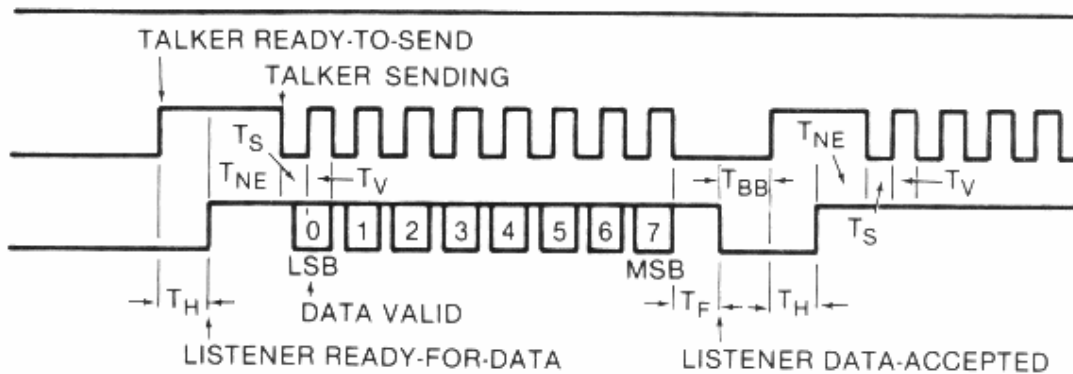 TALKER READY-TO-SEND
TALKER SENDING
T_S
T_NE
T_V
T_BB
T_NE
T_V
T_S
0 1 2 3 4 5 6 7
LSB
MSB
T_H
DATA VALID
T_F
T_H
LISTENER READY-FOR-DATA
LISTENER DATA-ACCEPTED